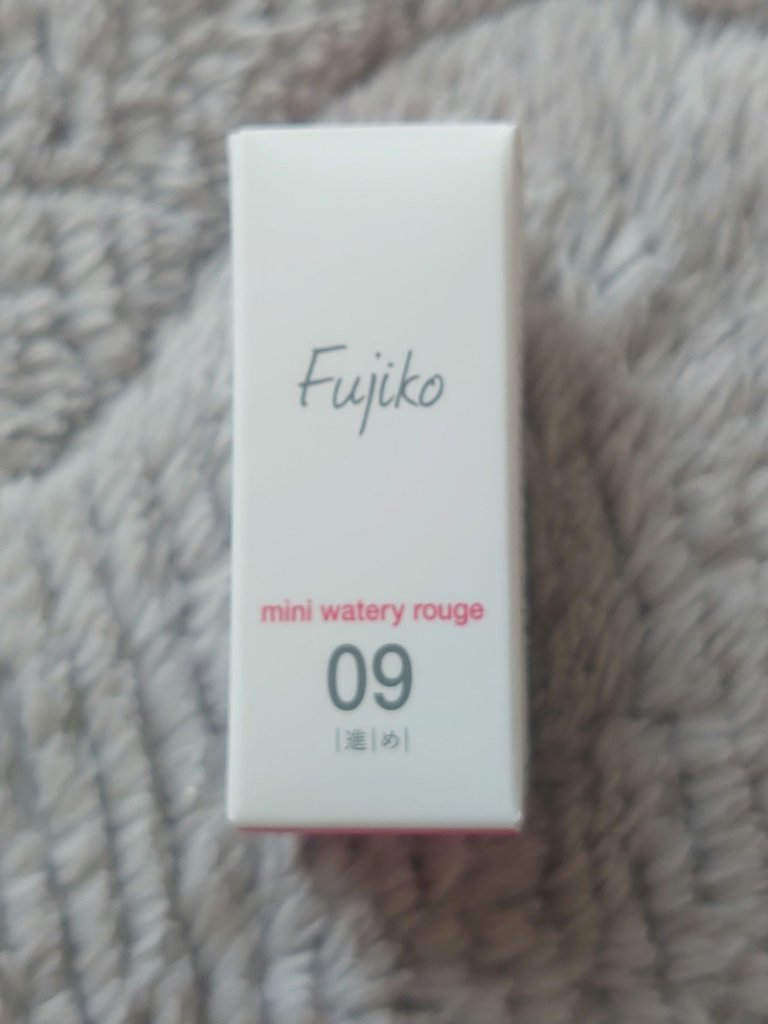 Fujiko
mini watery rouge
09
|進|め|